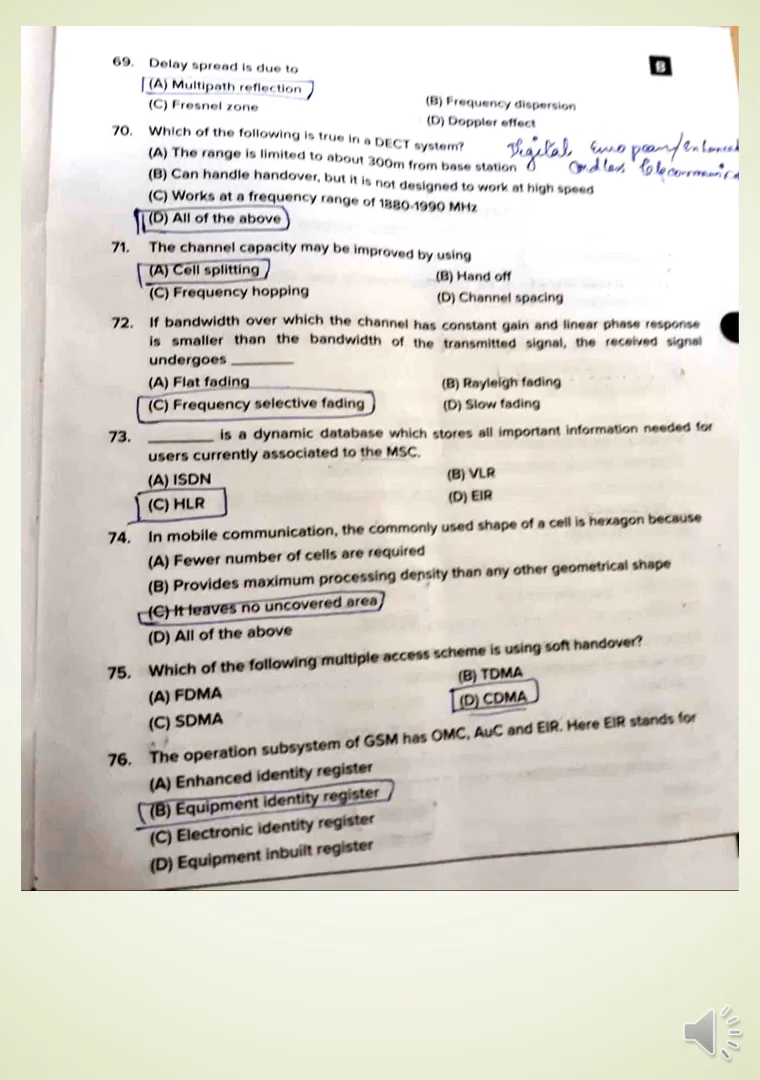 B
69. Delay spread is due to
(A) Multipath reflection
(B) Frequency dispersion
(C) Fresnel zone
(D) Doppler effect
70. Which of the following is true in a DECT system?
Digital European/Enhanced
cordless
(A) The range is limited to about 300m from base station
(B) Can handle handover, but it is not designed to work at high speed
(C) Works at a frequency range of 1880-1990 MHz
(D) All of the above
71. The channel capacity may be improved by using
(A) Cell splitting
(B) Hand off
(C) Frequency hopping
(D) Channel spacing
72. If bandwidth over which the channel has constant gain and linear phase response
is smaller than the bandwidth of the transmitted signal, the received signal
undergoes ________
(A) Flat fading
(B) Rayleigh fading
(C) Frequency selective fading
(D) Slow fading
73. ________ is a dynamic database which stores all important information needed for
users currently associated to the MSC.
(A) ISDN
(B) VLR
(C) HLR
(D) EIR
74. In mobile communication, the commonly used shape of a cell is hexagon because
(A) Fewer number of cells are required
(B) Provides maximum processing density than any other geometrical shape
(C) It leaves no uncovered area
(D) All of the above
75. Which of the following multiple access scheme is using soft handover?
(A) FDMA
(B) TDMA
(C) SDMA
(D) CDMA
76. The operation subsystem of GSM has OMC, AuC and EIR. Here EIR stands for
(A) Enhanced identity register
(B) Equipment identity register
(C) Electronic identity register
(D) Equipment inbuilt register